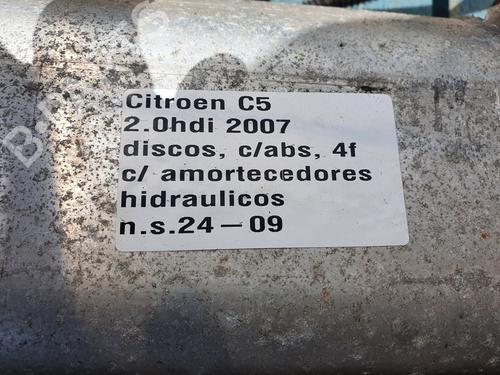 Citroen C5
2.0hdi 2007
discos, c/abs, 4f
c/ amortecedores
hidraulicos
n.s.24-09